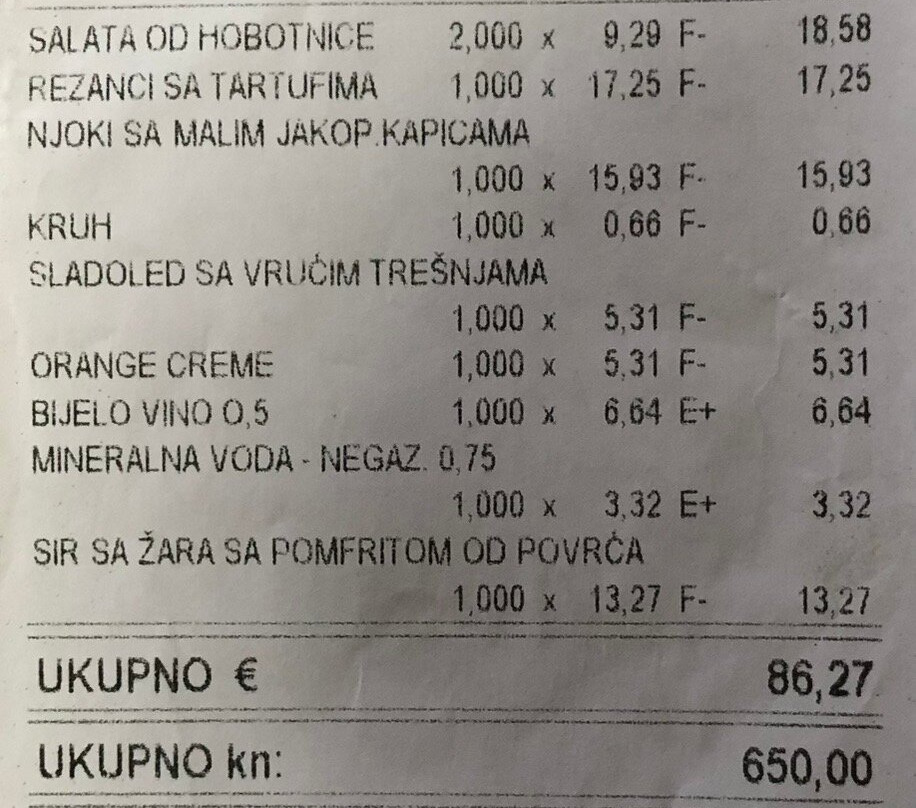 SALATA OD HOBOTNICE 2,000 x 9,29 F- 18,58
REZANCI SA TARTUFIMA 1,000 x 17,25 F- 17,25
NJOKI SA MALIM JAKOP.KAPICAMA
1,000 x 15,93 F- 15,93
KRUH 1,000 x 0,66 F- 0,66
SLADOLED SA VRUĆIM TREŠNJAMA
1,000 x 5,31 F- 5,31
ORANGE CREME 1,000 x 5,31 F- 5,31
BIJELO VINO 0,5 1,000 x 6,64 E+ 6,64
MINERALNA VODA - NEGAZ. 0,75
1,000 x 3,32 E+ 3,32
SIR SA ŽARA SA POMFRITOM OD POVRĆA
1,000 x 13,27 F- 13,27
UKUPNO € 86,27
UKUPNO kn: 650,00